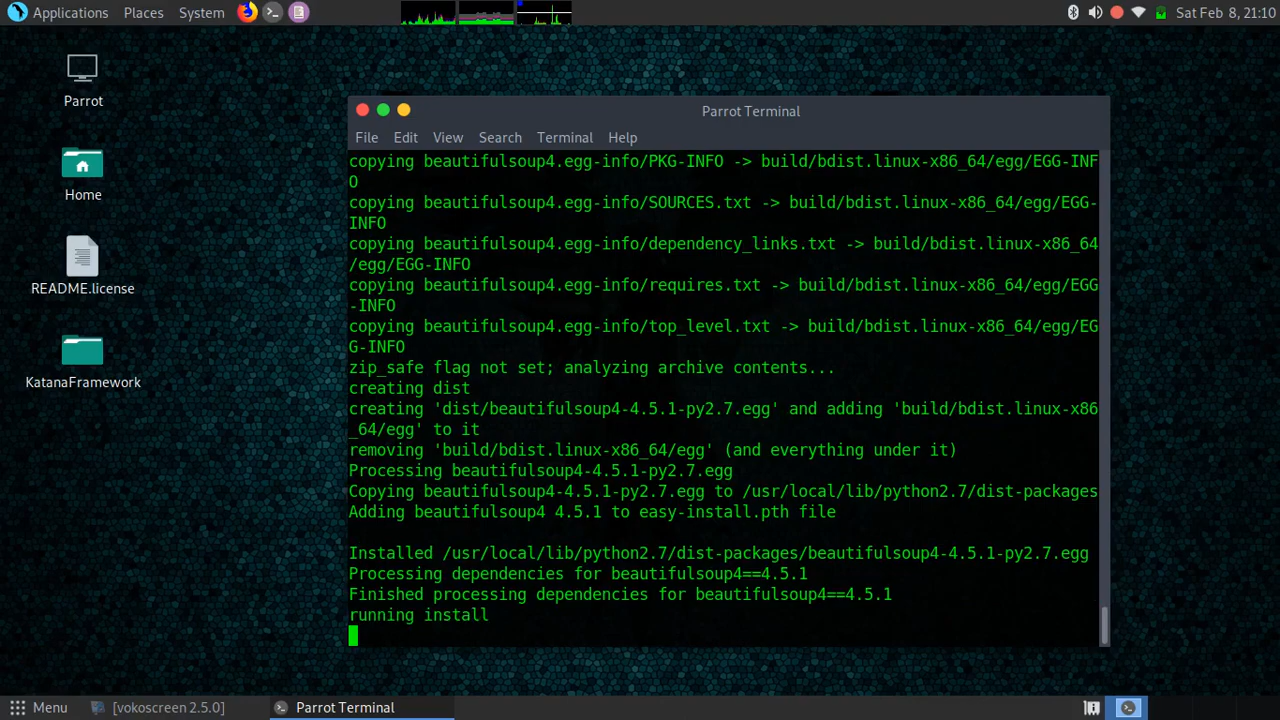 Applications Places System
Sat Feb 8, 21:10
Parrot
Home
README.license
KatanaFramework
Parrot Terminal
File Edit View Search Terminal Help
copying beautifulsoup4.egg-info/PKG-INFO -> build/bdist.linux-x86_64/egg/EGG-INF
O
copying beautifulsoup4.egg-info/SOURCES.txt -> build/bdist.linux-x86_64/egg/EGG-
INFO
copying beautifulsoup4.egg-info/dependency_links.txt -> build/bdist.linux-x86_64
/egg/EGG-INFO
copying beautifulsoup4.egg-info/requires.txt -> build/bdist.linux-x86_64/egg/EGG
-INFO
copying beautifulsoup4.egg-info/top_level.txt -> build/bdist.linux-x86_64/egg/EG
G-INFO
zip_safe flag not set; analyzing archive contents...
creating dist
creating 'dist/beautifulsoup4-4.5.1-py2.7.egg' and adding 'build/bdist.linux-x86
_64/egg' to it
removing 'build/bdist.linux-x86_64/egg' (and everything under it)
Processing beautifulsoup4-4.5.1-py2.7.egg
Copying beautifulsoup4-4.5.1-py2.7.egg to /usr/local/lib/python2.7/dist-packages
Adding beautifulsoup4 4.5.1 to easy-install.pth file
Installed /usr/local/lib/python2.7/dist-packages/beautifulsoup4-4.5.1-py2.7.egg
Processing dependencies for beautifulsoup4==4.5.1
Finished processing dependencies for beautifulsoup4==4.5.1
running install
Menu [vokoscreen 2.5.0] Parrot Terminal